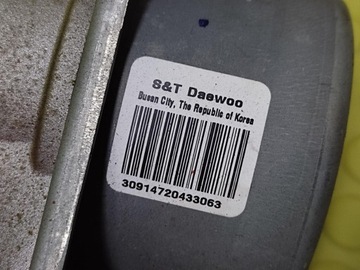 S&T Daewoo
Busan City, The Republic of Korea
30914720433063